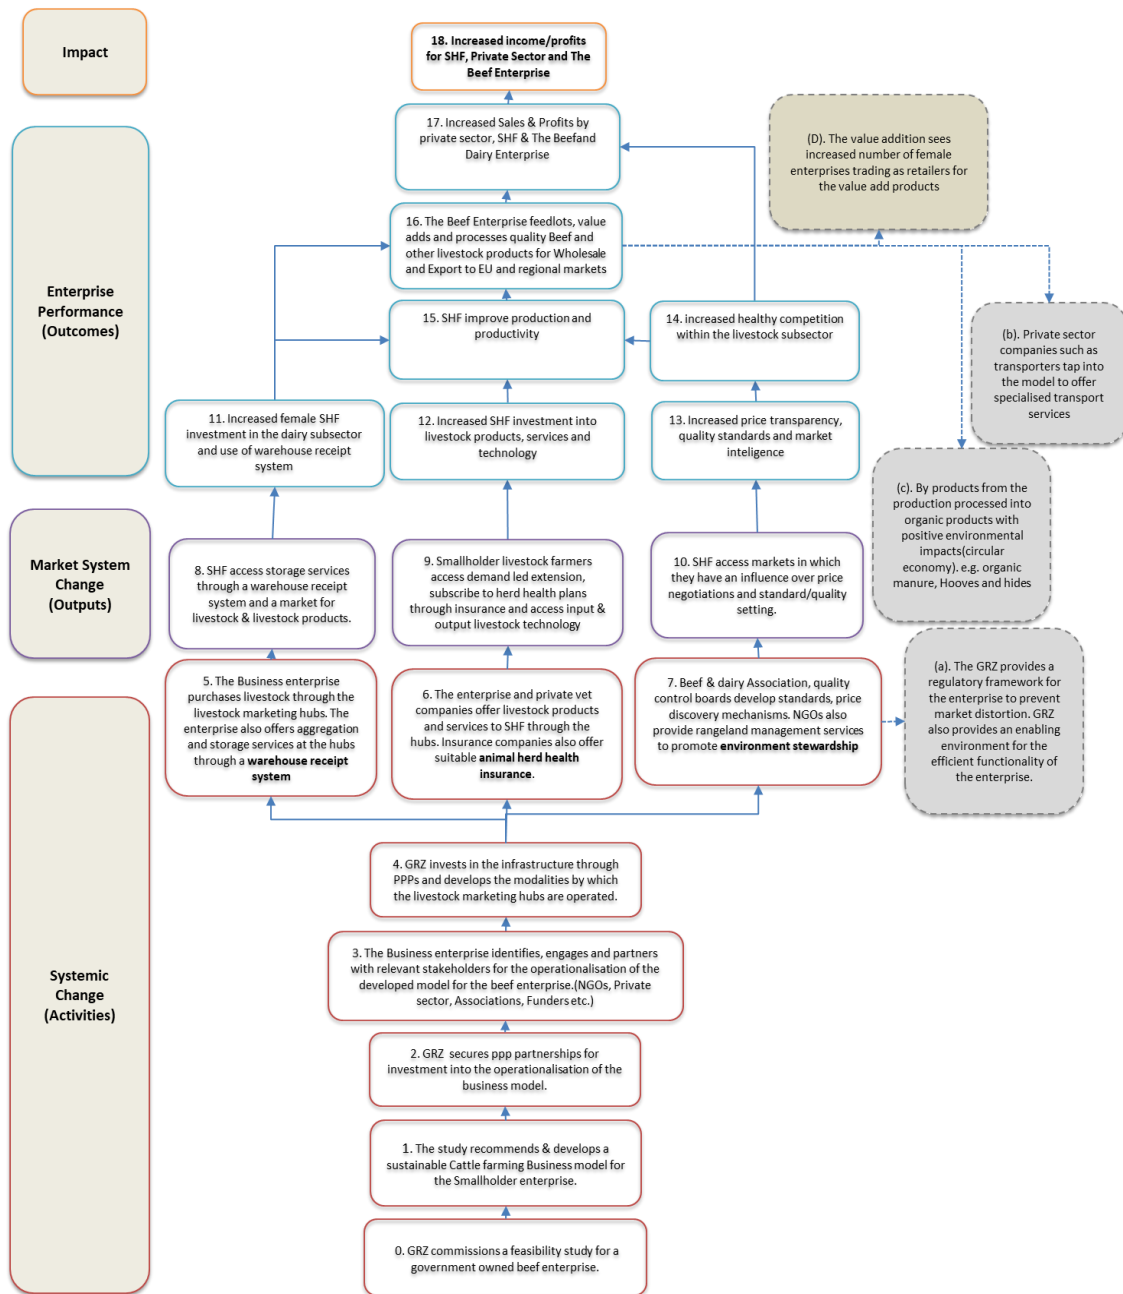 Impact
18. Increased income/profits
for SHF, Private Sector and The
Beef Enterprise
Enterprise
Performance
(Outcomes)
17. Increased Sales & Profits by
private sector, SHF & The Beefand
Dairy Enterprise
(D). The value addition sees
increased number of female
enterprises trading as retailers for
the value add products
16. The Beef Enterprise feedlots, value
adds and processes quality Beef and
other livestock products for Wholesale
and Export to EU and regional markets
15. SHF improve production and
productivity
14. increased healthy competition
within the livestock subsector
(b). Private sector
companies such as
transporters tap into
the model to offer
specialised transport
services
11. Increased female SHF
investment in the dairy subsector
and use of warehouse receipt
system
12. Increased SHF investment into
livestock products, services and
technology
13. Increased price transparency,
quality standards and market
inteligence
(c). By products from the
production processed into
organic products with
positive environmental
impacts(circular
economy). e.g. organic
manure, Hooves and hides
Market System
Change
(Outputs)
8. SHF access storage services
through a warehouse receipt
system and a market for
livestock & livestock products.
9. Smallholder livestock farmers
access demand led extension,
subscribe to herd health plans
through insurance and access input &
output livestock technology
10. SHF access markets in which
they have an influence over price
negotiations and standard/quality
setting.
Systemic
Change
(Activities)
5. The Business enterprise
purchases livestock through the
livestock marketing hubs. The
enterprise also offers aggregation
and storage services at the hubs
through a warehouse receipt
system
6. The enterprise and private vet
companies offer livestock products
and services to SHF through the
hubs. Insurance companies also offer
suitable animal herd health
insurance.
7. Beef & dairy Association, quality
control boards develop standards, price
discovery mechanisms. NGOs also
provide rangeland management services
to promote environment stewardship
(a). The GRZ provides a
regulatory framework for
the enterprise to prevent
market distortion. GRZ
also provides an enabling
environment for the
efficient functionality of
the enterprise.
4. GRZ invests in the infrastructure through
PPPs and develops the modalities by which
the livestock marketing hubs are operated.
3. The Business enterprise identifies, engages and partners
with relevant stakeholders for the operationalisation of the
developed model for the beef enterprise.(NGOs, Private
sector, Associations, Funders etc.)
2. GRZ secures ppp partnerships for
investment into the operationalisation of the
business model.
1. The study recommends & develops a
sustainable Cattle farming Business model for
the Smallholder enterprise.
0. GRZ commissions a feasibility study for a
government owned beef enterprise.